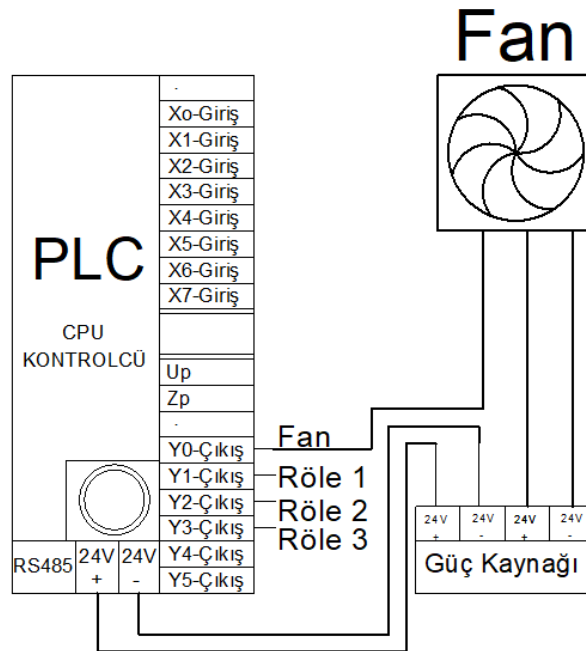 Fan
.
Xo-Giriş
X1-Giriş
X2-Giriş
X3-Giriş
X4-Giriş
X5-Giriş
X6-Giriş
X7-Giriş
PLC
CPU
KONTROLCÜ
Up
Zp
.
Y0-Çıkış
Y1-Çıkış
Y2-Çıkış
Y3-Çıkış
Y4-Çıkış
Y5-Çıkış
Fan
Röle 1
Röle 2
Röle 3
RS485
24V
+
24V
-
24V
+
24V
-
24V
+
24V
-
Güç Kaynağı